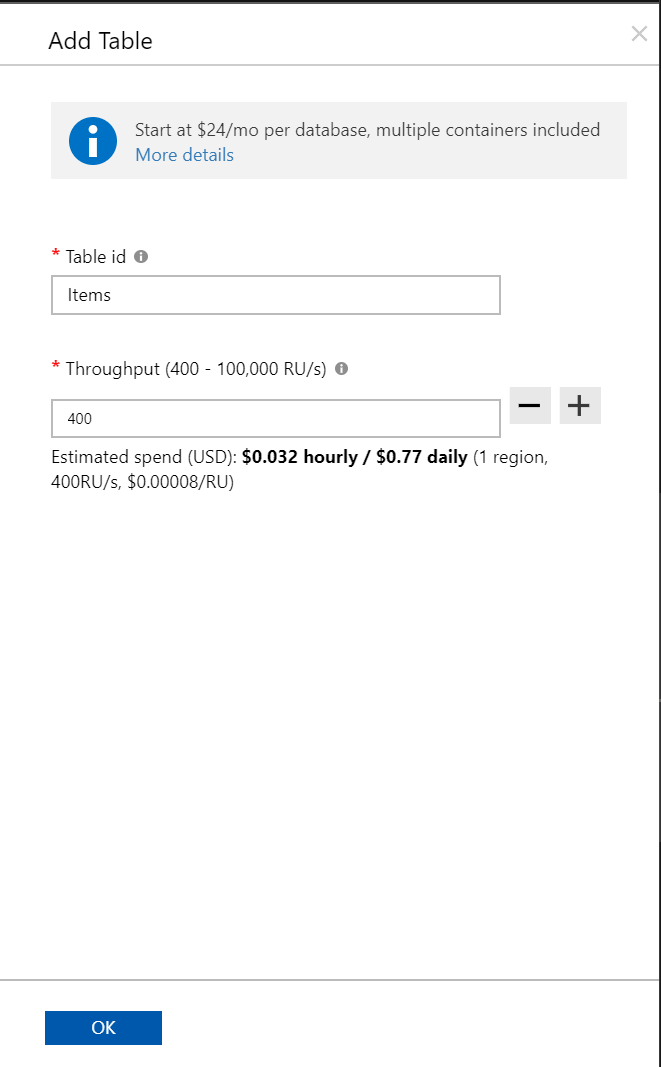 Add Table
Start at $24/mo per database, multiple containers included
More details
* Table id
Items
* Throughput (400 - 100,000 RU/s)
400
Estimated spend (USD): $0.032 hourly / $0.77 daily (1 region,
400RU/s, $0.00008/RU)
OK